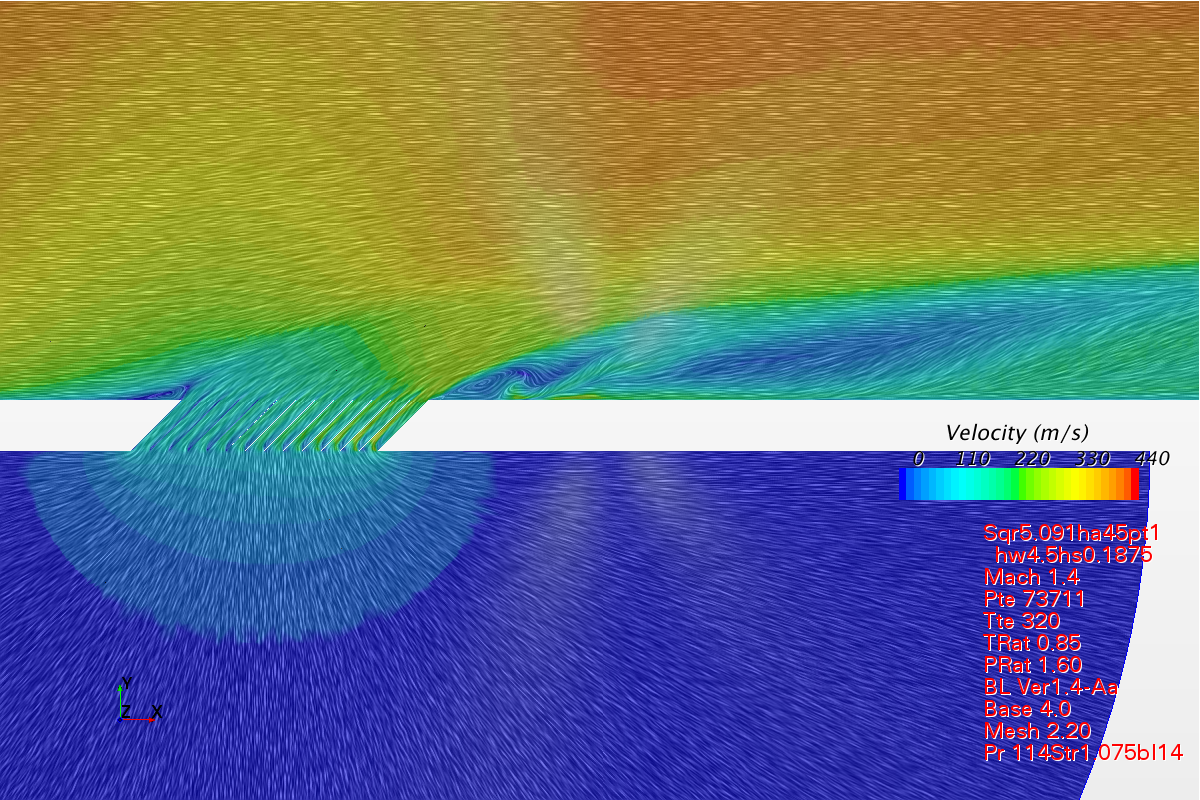 Velocity (m/s)
0 110 220 330 440
Sqr5.091ha45pt1
hw4.5hs0.1875
Mach 1.4
Pte 73711
Tte 320
TRat 0.85
PRat 1.60
BL Ver1.4-Aa
Base 4.0
Mesh 2.20
Pr 114Str1.075bl14
Y
Z X